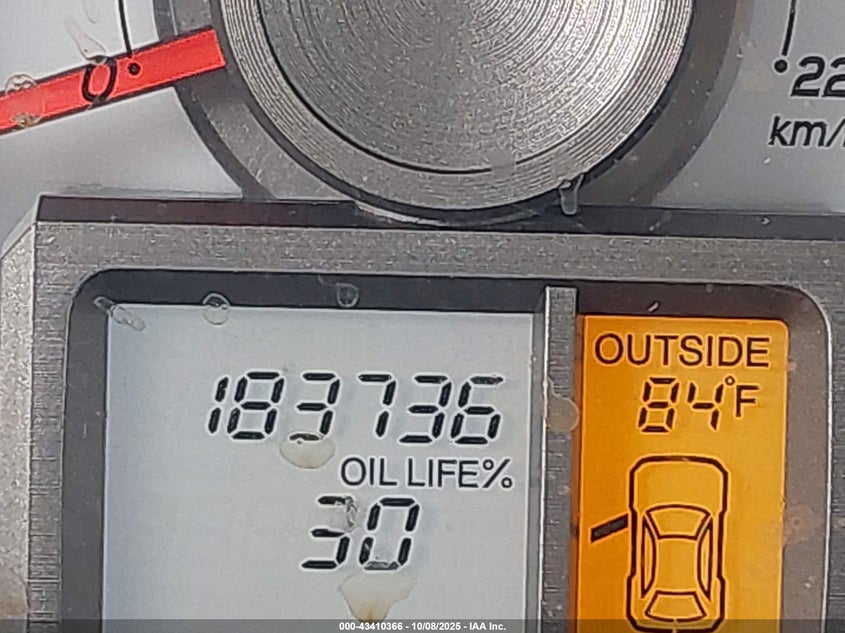 0
22
km/
183736
OUTSIDE
84°F
OIL LIFE%
30
000-43410366 - 10/08/2025 - IAA Inc.